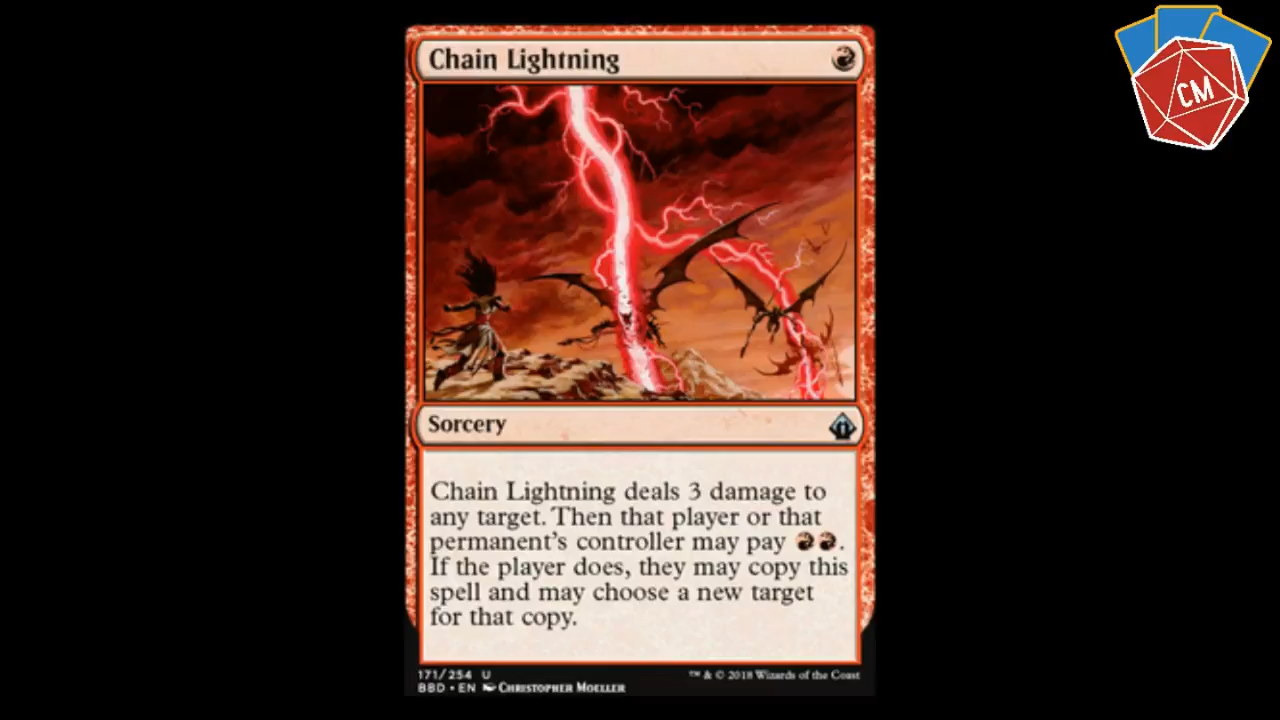 Chain Lightning
CM
Sorcery
Chain Lightning deals 3 damage to
any target. Then that player or that
permanent's controller may pay .
If the player does, they may copy this
spell and may choose a new target
for that copy.
171/254 U
™ & © 2018 Wizards of the Coast
BBD • EN Christopher Moeller